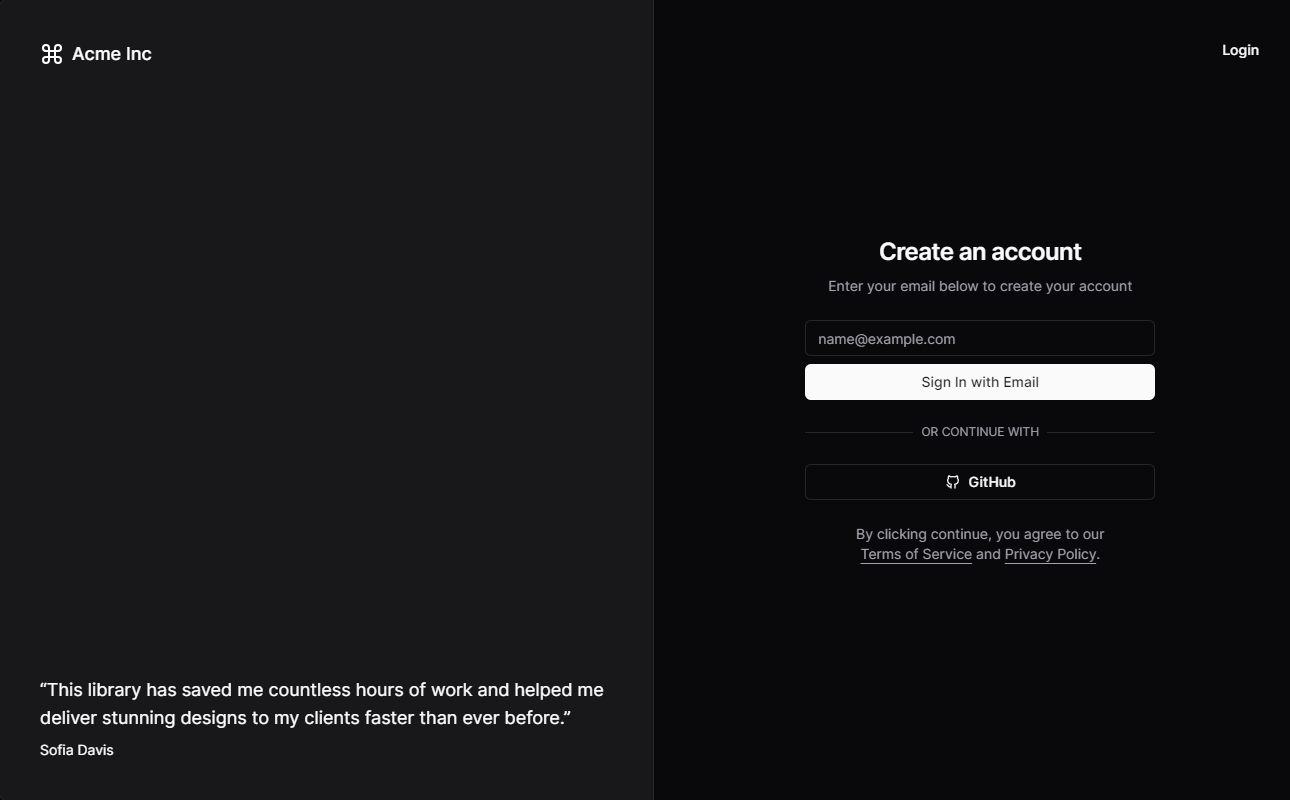 Acme Inc
Login
Create an account
Enter your email below to create your account
name@example.com
Sign In with Email
OR CONTINUE WITH
GitHub
By clicking continue, you agree to our
Terms of Service and Privacy Policy.
“This library has saved me countless hours of work and helped me
deliver stunning designs to my clients faster than ever before.”
Sofia Davis